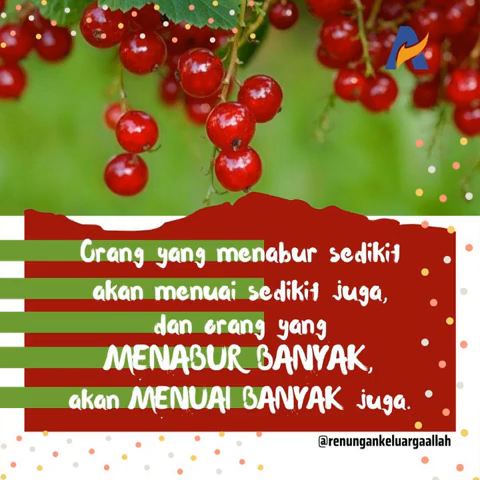 Orang yang menabur sedikit
akan menuai sedikit juga,
dan orang yang
MENABUR BANYAK,
akan MENUAI BANYAK juga.
@renungankeluargaallah